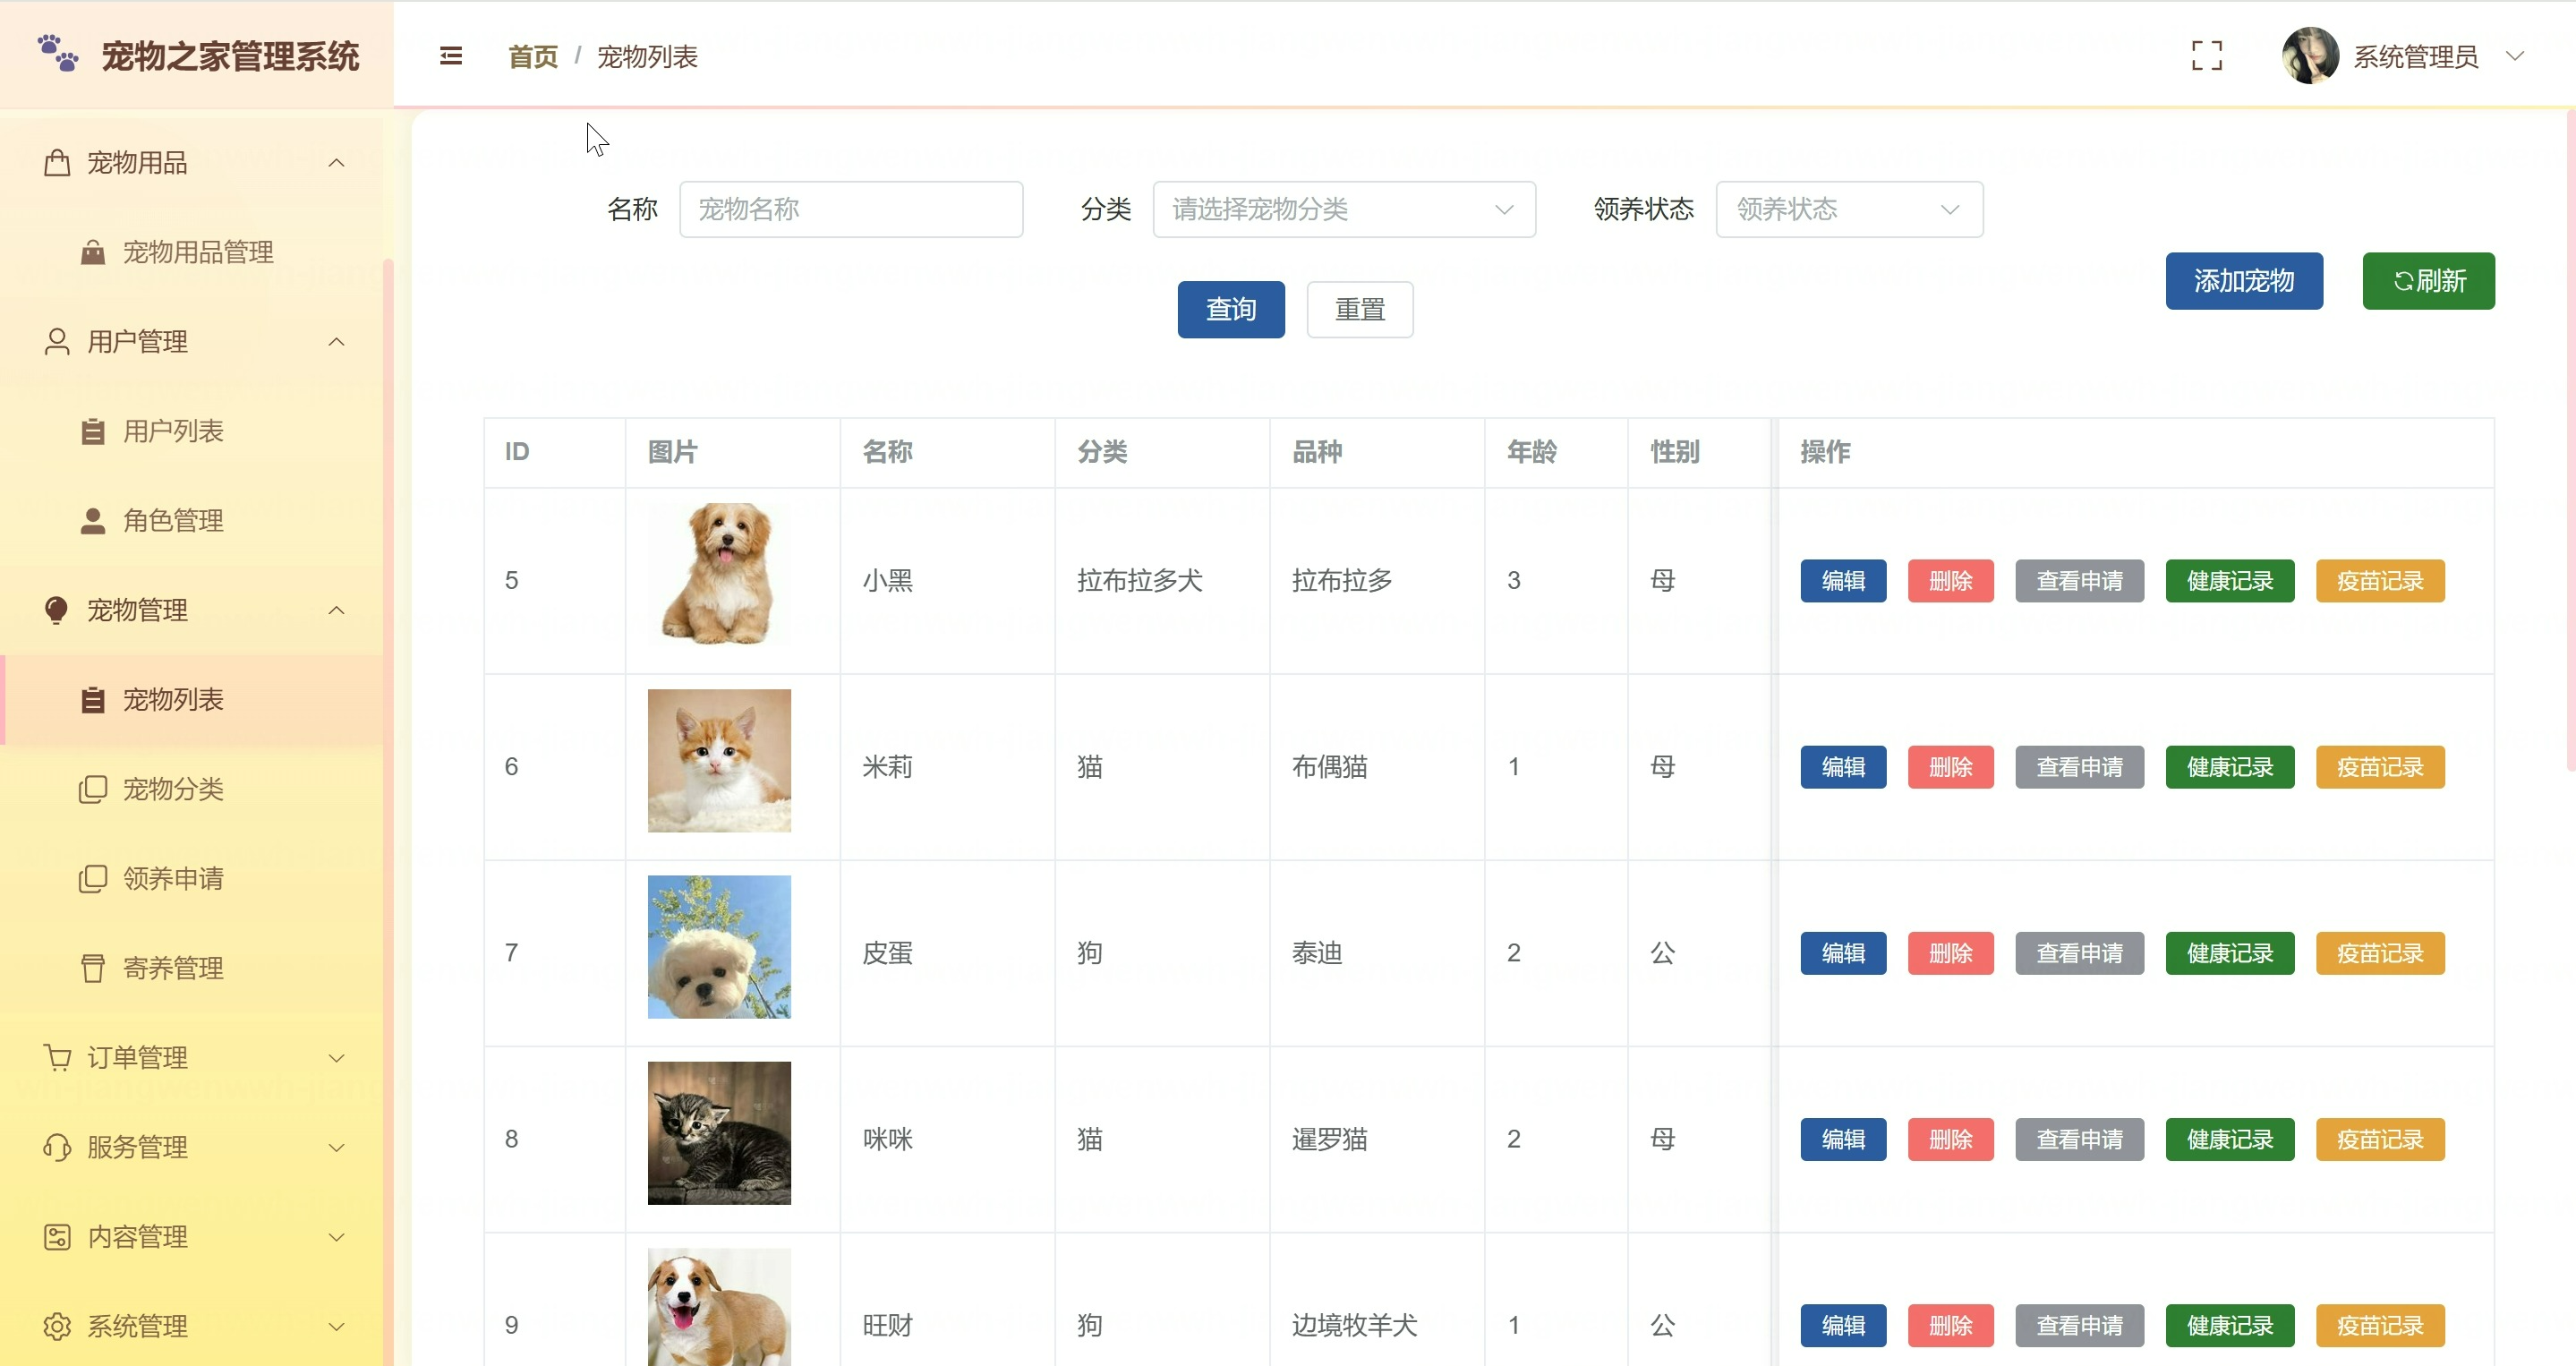 宠物之家管理系统
首页 / 宠物列表
系统管理员
宠物用品
宠物用品管理
用户管理
用户列表
角色管理
宠物管理
宠物列表
宠物分类
领养申请
寄养管理
订单管理
服务管理
内容管理
系统管理
名称 宠物名称 分类 请选择宠物分类 领养状态 领养状态
查询 重置
添加宠物 刷新
ID 图片 名称 分类 品种 年龄 性别 操作
5 小黑 拉布拉多犬 拉布拉多 3 母 编辑 删除 查看申请 健康记录 疫苗记录
6 米莉 猫 布偶猫 1 母 编辑 删除 查看申请 健康记录 疫苗记录
7 皮蛋 狗 泰迪 2 公 编辑 删除 查看申请 健康记录 疫苗记录
8 咪咪 猫 暹罗猫 2 母 编辑 删除 查看申请 健康记录 疫苗记录
9 旺财 狗 边境牧羊犬 1 公 编辑 删除 查看申请 健康记录 疫苗记录